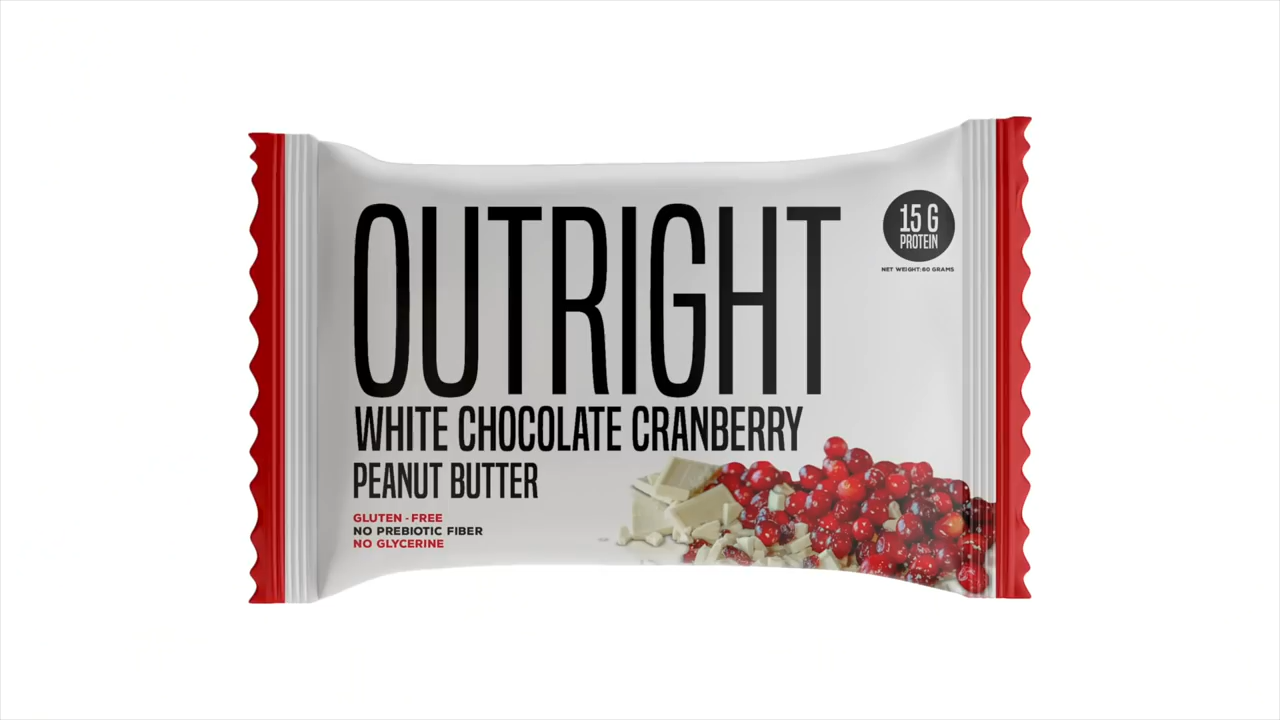 OUTRIGHT
15 G
PROTEIN
NET WEIGHT:60 GRAMS
WHITE CHOCOLATE CRANBERRY
PEANUT BUTTER
GLUTEN-FREE
NO PREBIOTIC FIBER
NO GLYCERINE